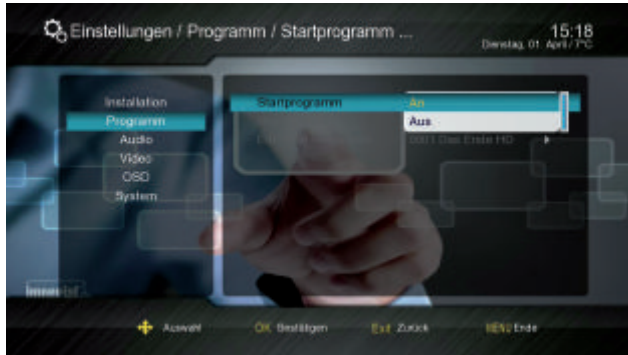 Einstellungen / Programm / Startprogramm ...
15:18
Dienstag, 01. April / 7°C
Installation
Programm
Audio
Video
OSD
System
Startprogramm
An
Aus
0001 Das Erste HD
Auswahl
OK Bestätigen
Exit Zurück
MENU Ende